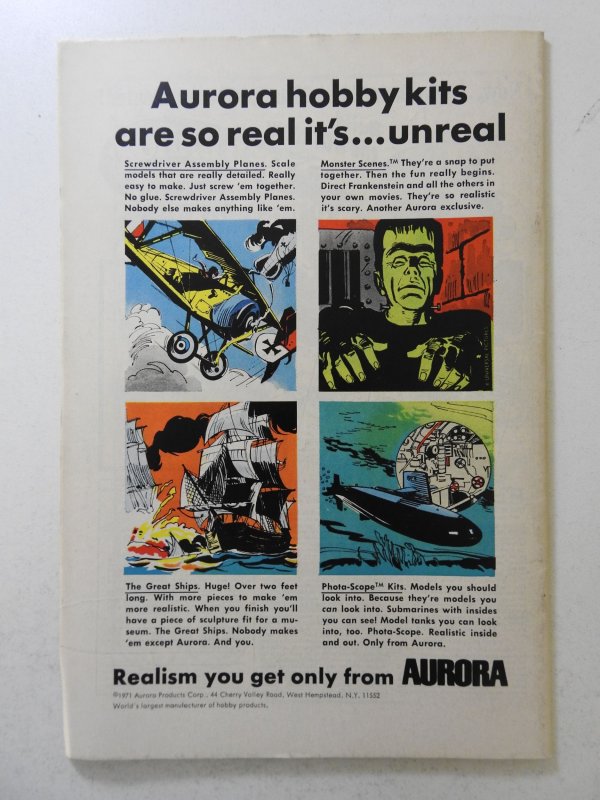 Aurora hobby kits
are so real it's...unreal
Screwdriver Assembly Planes. Scale
models that are really detailed. Really
easy to make. Just screw 'em together.
No glue. Screwdriver Assembly Planes.
Nobody else makes anything like 'em.
Monster Scenes.™ They're a snap to put
together. Then the fun really begins.
Direct Frankenstein and all the others in
your own movies. They're so realistic
it's scary. Another Aurora exclusive.
The Great Ships. Huge! Over two feet
long. With more pieces to make 'em
more realistic. When you finish you'll
have a piece of sculpture fit for a mu-
seum. The Great Ships. Nobody makes
'em except Aurora. And you.
Phota-Scope™ Kits. Models you should
look into. Because they're models you
can look into. Submarines with insides
you can see! Model tanks you can look
into, too. Phota-Scope. Realistic inside
and out. Only from Aurora.
Realism you get only from AURORA
©1971 Aurora Products Corp., 44 Cherry Valley Road, West Hempstead, N.Y. 11552
World's largest manufacturer of hobby products.